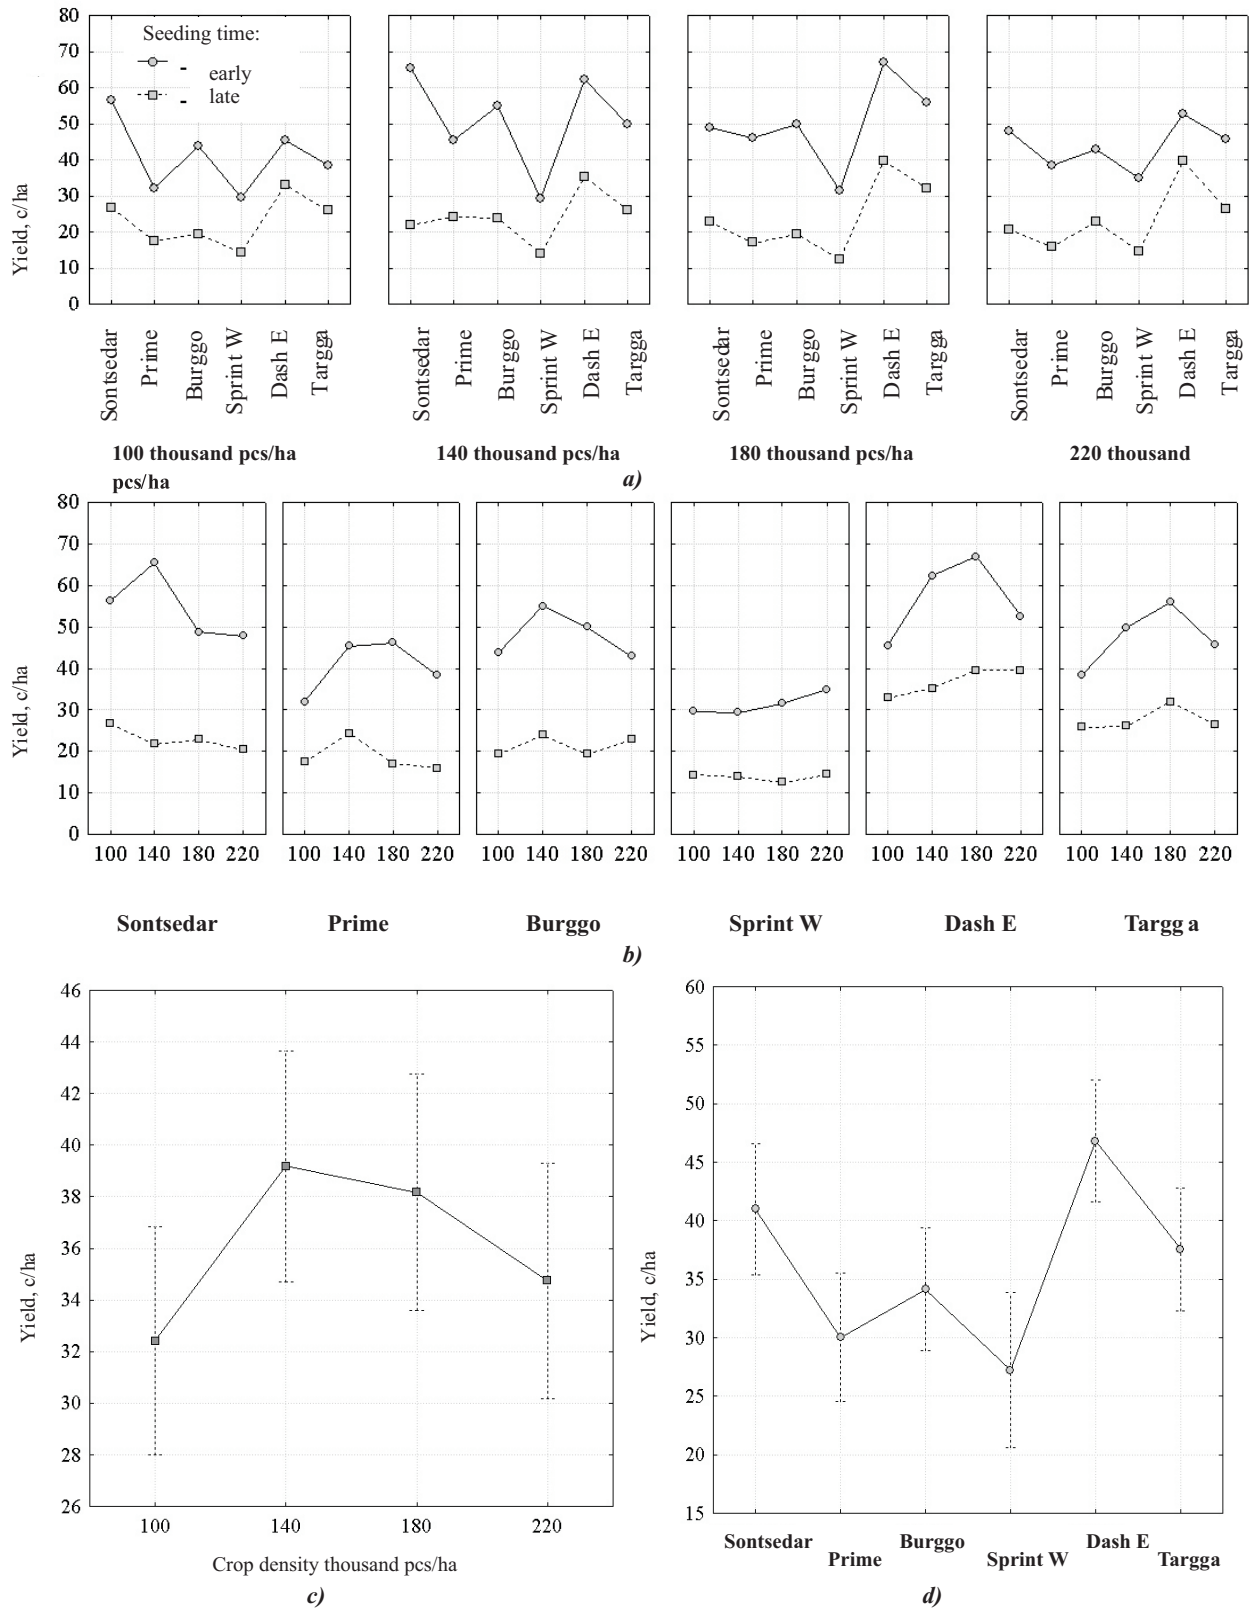 80
70
60
50
40
30
20
10
0
Yield, c/ha
Seeding time:
- early
- late
Sontsedar
Prime
Burggo
Sprint W
Dash E
Targga
Sontsedar
Prime
Burggo
Sprint W
Dash E
Targga
Sontsedar
Prime
Burggo
Sprint W
Dash E
Targga
Sontsedar
Prime
Burggo
Sprint W
Dash E
Targga
100 thousand pcs/ha 140 thousand pcs/ha 180 thousand pcs/ha 220 thousand
pcs/ha
a)
80
70
60
50
40
30
20
10
0
Yield, c/ha
100 140 180 220 100 140 180 220 100 140 180 220 100 140 180 220 100 140 180 220 100 140 180 220
Sontsedar Prime Burggo Sprint W Dash E Targg a
b)
46
44
42
40
38
36
34
32
30
28
26
Yield, c/ha
100 140 180 220
Crop density thousand pcs/ha
c)
60
55
50
45
40
35
30
25
20
15
Yield, c/ha
Sontsedar
Prime
Burggo
Sprint W
Dash E
Targga
d)